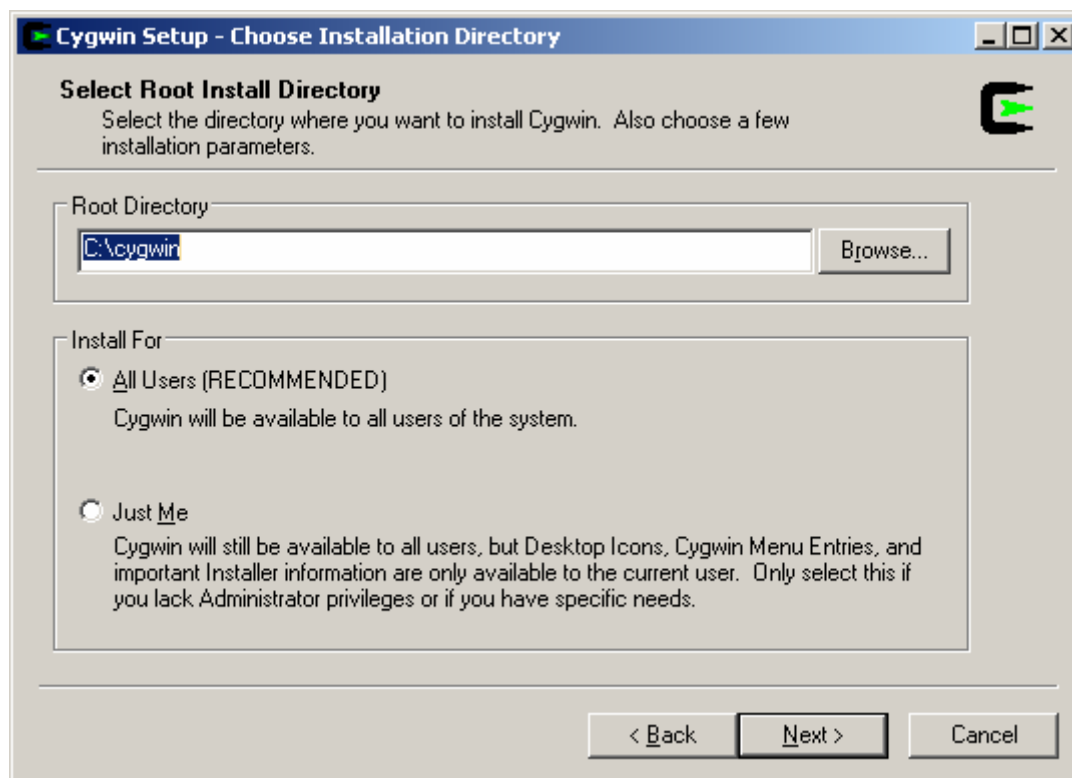 Cygwin Setup - Choose Installation Directory
Select Root Install Directory
Select the directory where you want to install Cygwin. Also choose a few
installation parameters.
Root Directory
C:\cygwin
Browse...
Install For
All Users (RECOMMENDED)
Cygwin will be available to all users of the system.
Just Me
Cygwin will still be available to all users, but Desktop Icons, Cygwin Menu Entries, and
important Installer information are only available to the current user. Only select this if
you lack Administrator privileges or if you have specific needs.
< Back
Next >
Cancel